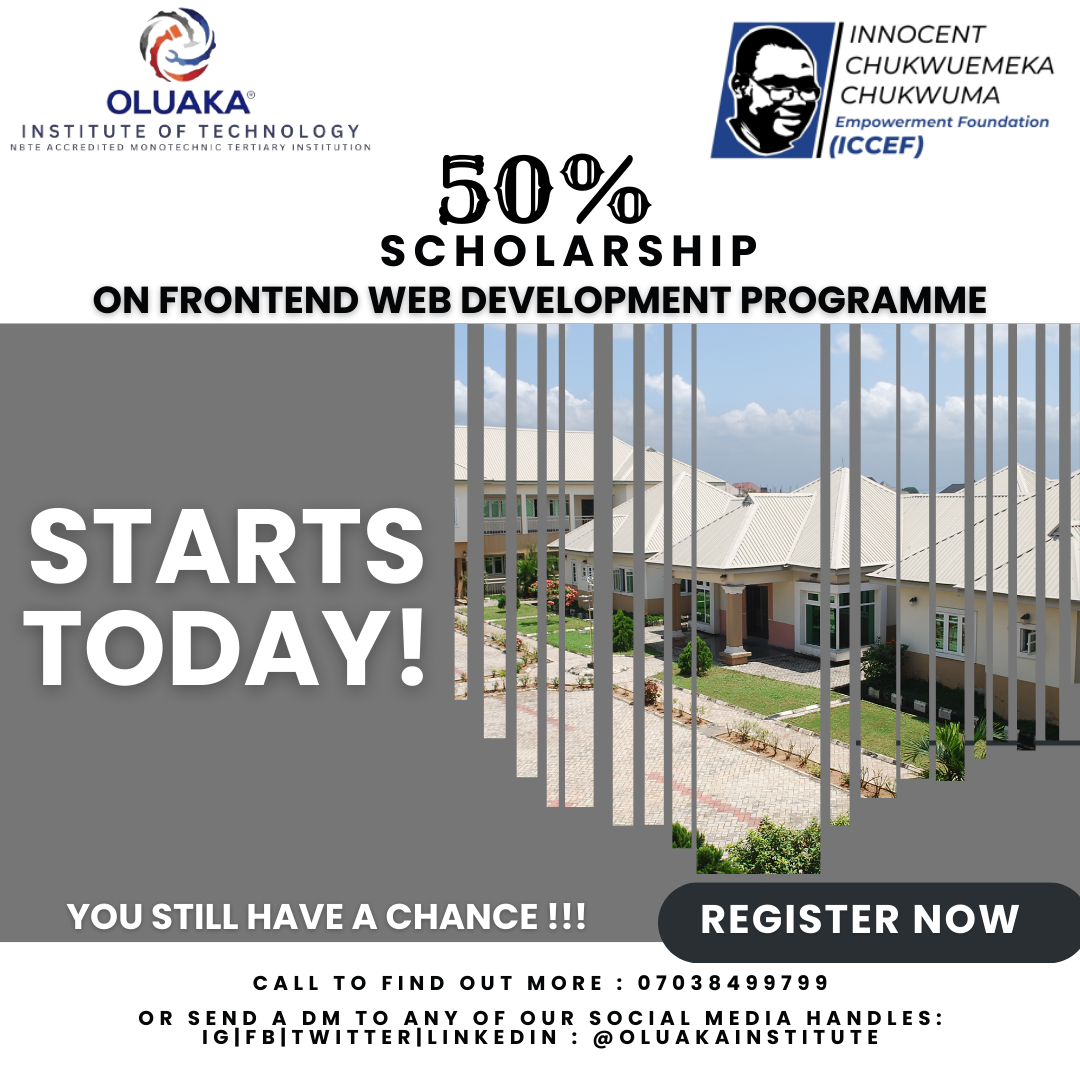 OLUAKA®
INSTITUTE OF TECHNOLOGY
NBTE ACCREDITED MONOTECHNIC TERTIARY INSTITUTION
INNOCENT
CHUKWUEMEKA
CHUKWUMA
Empowerment Foundation
(ICCEF)
50%
SCHOLARSHIP
ON FRONTEND WEB DEVELOPMENT PROGRAMME
STARTS
TODAY!
YOU STILL HAVE A CHANCE !!!
REGISTER NOW
CALL TO FIND OUT MORE : 07038499799
OR SEND A DM TO ANY OF OUR SOCIAL MEDIA HANDLES:
IG|FB|TWITTER|LINKEDIN : @OLUAKAINSTITUTE